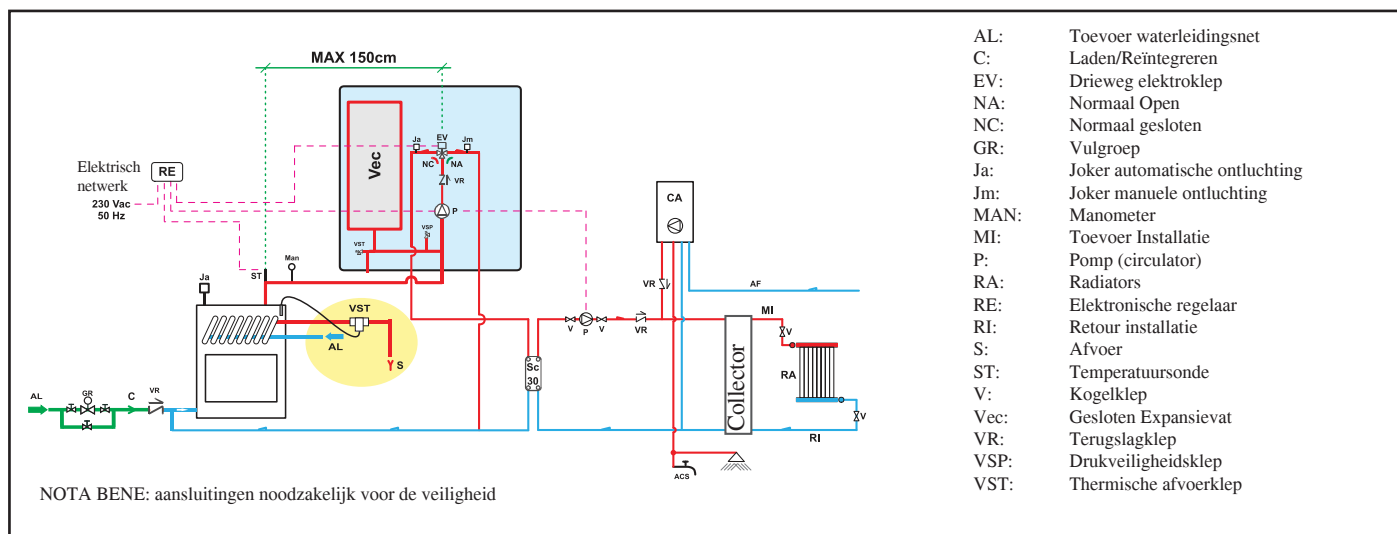 MAX 150cm
Ja
EV
Jm
NC
NA
Vec
VR
P
VSP
VST
Elektrisch
netwerk
230 Vac
50 Hz
RE
ST
Man
Ja
VST
AL
S
AL
GR
C
VR
Sc
30
V
P
V
VR
VR
CA
AF
MI
V
RA
Collector
V
RI
ACS
NOTA BENE: aansluitingen noodzakelijk voor de veiligheid
AL: Toevoer waterleidingsnet
C: Laden/Reïntegreren
EV: Drieweg elektroklep
NA: Normaal Open
NC: Normaal gesloten
GR: Vulgroep
Ja: Joker automatische ontluchting
Jm: Joker manuele ontluchting
MAN: Manometer
MI: Toevoer Installatie
P: Pomp (circulator)
RA: Radiators
RE: Elektronische regelaar
RI: Retour installatie
S: Afvoer
ST: Temperatuursonde
V: Kogelklep
Vec: Gesloten Expansievat
VR: Terugslagklep
VSP: Drukveiligheidsklep
VST: Thermische afvoerklep